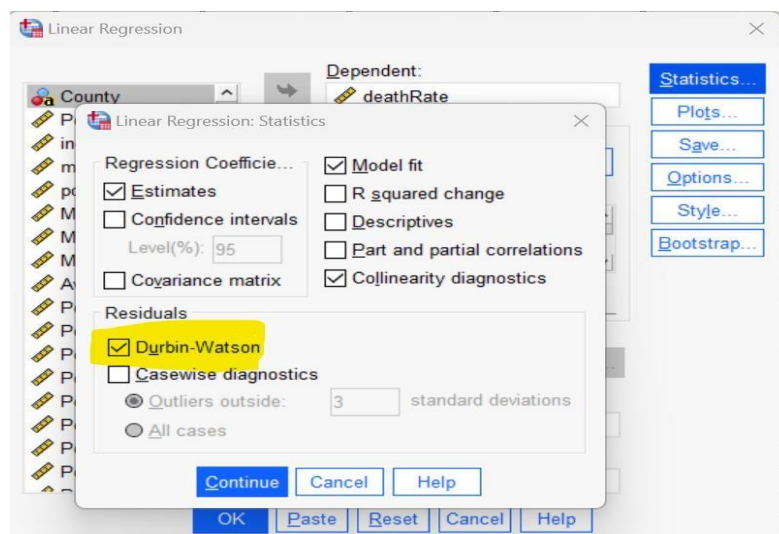 Linear Regression
Dependent:
County
deathRate
Statistics...
Plots...
Save...
Options...
Style...
Bootstrap...
Linear Regression: Statistics
Regression Coefficie...
Estimates
Confidence intervals
Level(%): 95
Covariance matrix
Model fit
R squared change
Descriptives
Part and partial correlations
Collinearity diagnostics
Residuals
Durbin-Watson
Casewise diagnostics
Outliers outside: 3 standard deviations
All cases
Continue Cancel Help
OK Paste Reset Cancel Help